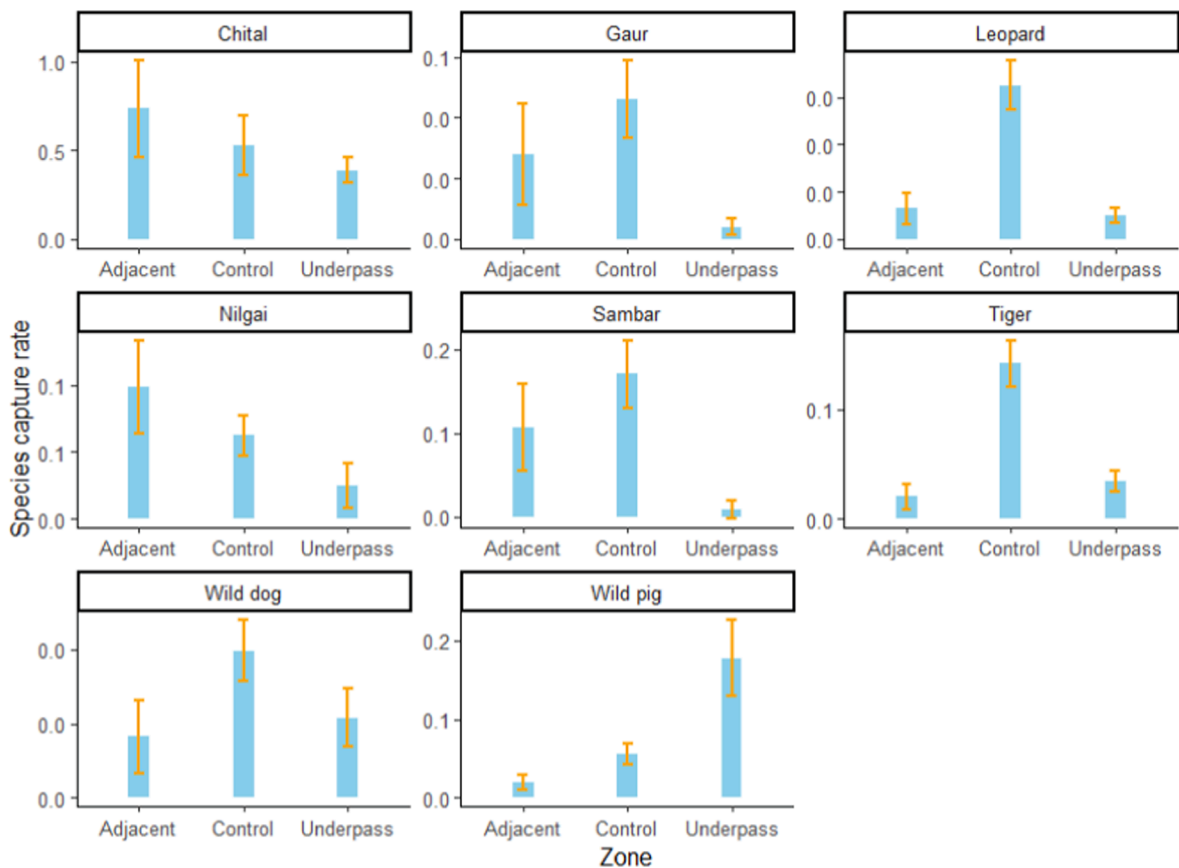 Chital Gaur Leopard
1.0 0.1 0.0
0.5 0.0 0.0
0.0 0.0 0.0
0.0 0.0
Adjacent Control Underpass Adjacent Control Underpass Adjacent Control Underpass
Nilgai Sambar Tiger
Species capture rate
0.1 0.2 0.1
0.1 0.1 0.0
0.0 0.0
Adjacent Control Underpass Adjacent Control Underpass Adjacent Control Underpass
Wild dog Wild pig
0.0 0.2
0.0 0.1
0.0 0.0
Adjacent Control Underpass Adjacent Control Underpass
Zone